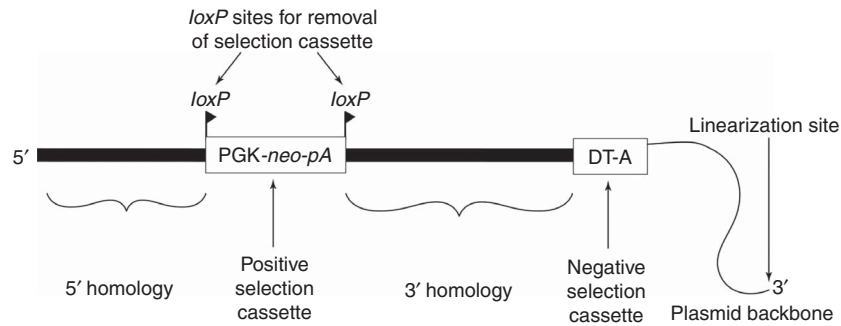 loxP sites for removal
of selection cassette
loxP
loxP
Linearization site
5′
PGK-neo-pA
DT-A
5′ homology
Positive
selection
cassette
3′ homology
Negative
selection
cassette
3′
Plasmid backbone